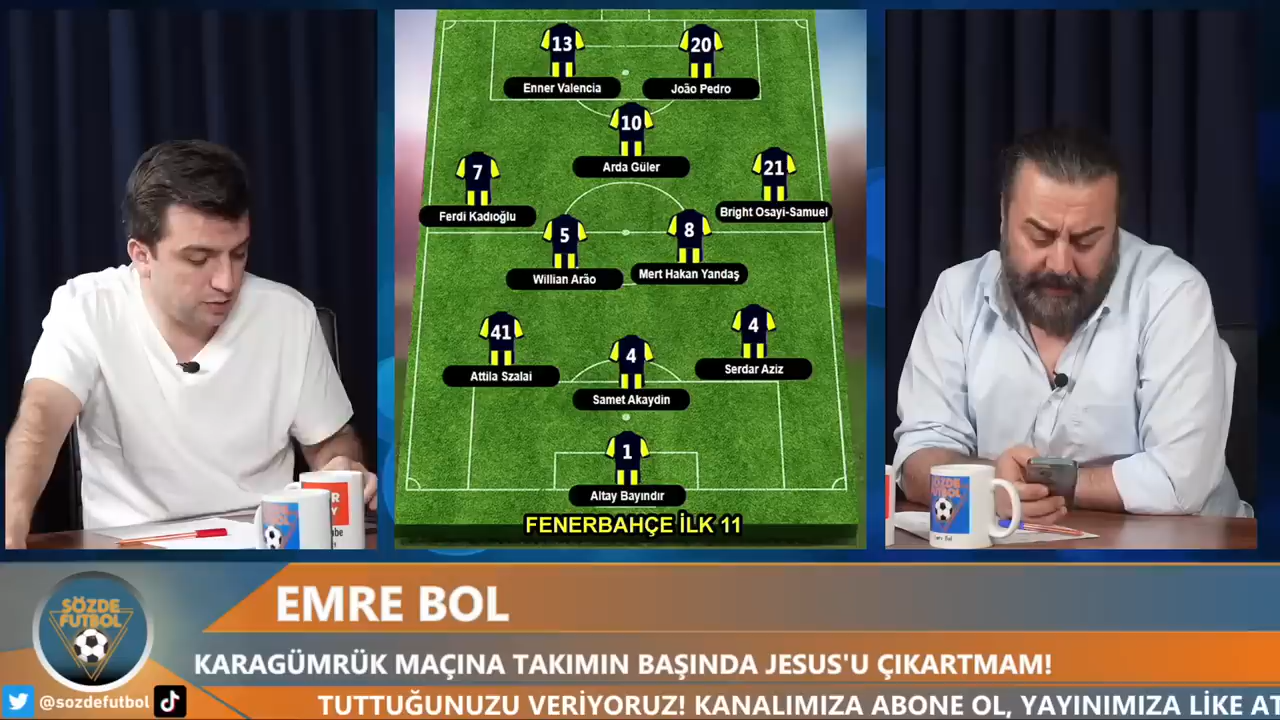 13
20
Enner Valencia
João Pedro
10
Arda Güler
7
21
Ferdi Kadıoğlu
Bright Osayi-Samuel
5
8
Willian Arão
Mert Hakan Yandaş
41
4
Attila Szalai
Serdar Aziz
4
Samet Akaydin
1
Altay Bayındır
FENERBAHÇE İLK 11
SÖZDE
FUTBOL
SÖZDE
FUTBOL
EMRE BOL
KARAGÜMRÜK MAÇINA TAKIMIN BAŞINDA JESUS'U ÇIKARTMAM!
@sozdefutbol
TUTTUĞUNUZU VERİYORUZ! KANALIMIZA ABONE OL, YAYINIMIZA LİKE AT